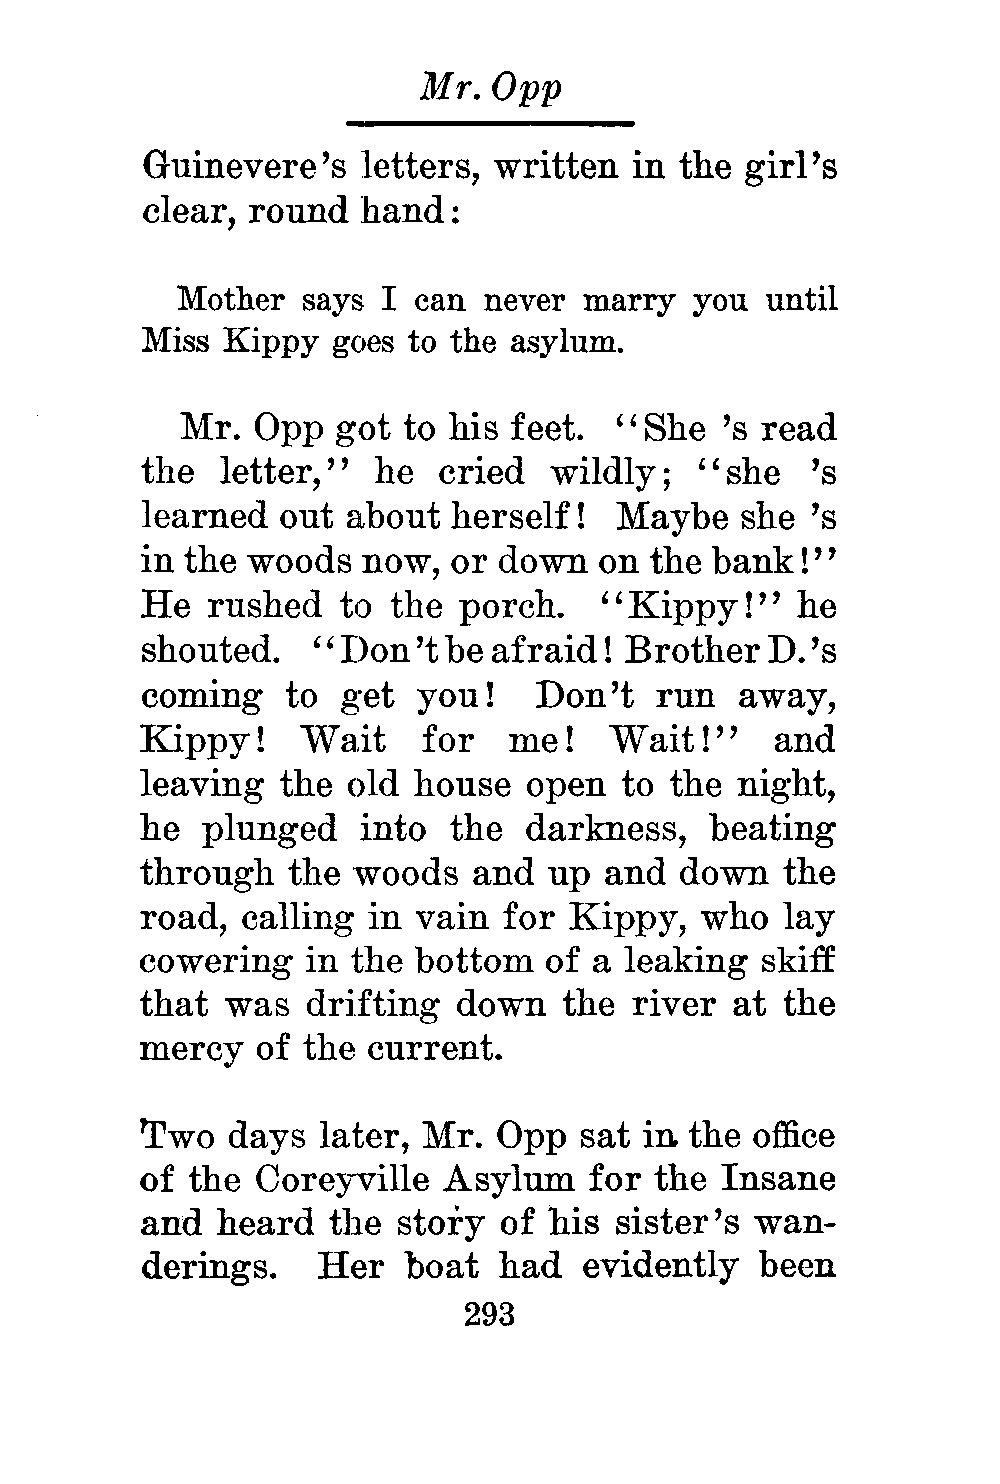 Mr. Opp
Guinevere's letters, written in the girl's
clear, round hand:
Mother says I can never marry you until
Miss Kippy goes to the asylum.
Mr. Opp got to his feet. "She 's read
the letter," he cried wildly; "she 's
learned out about herself! Maybe she 's
in the woods now, or down on the bank!"
He rushed to the porch. "Kippy!" he
shouted. "Don't be afraid! Brother D.'s
coming to get you! Don't run away,
Kippy! Wait for me! Wait!" and
leaving the old house open to the night,
he plunged into the darkness, beating
through the woods and up and down the
road, calling in vain for Kippy, who lay
cowering in the bottom of a leaking skiff
that was drifting down the river at the
mercy of the current.
Two days later, Mr. Opp sat in the office
of the Coreyville Asylum for the Insane
and heard the story of his sister's wan-
derings. Her boat had evidently been
293